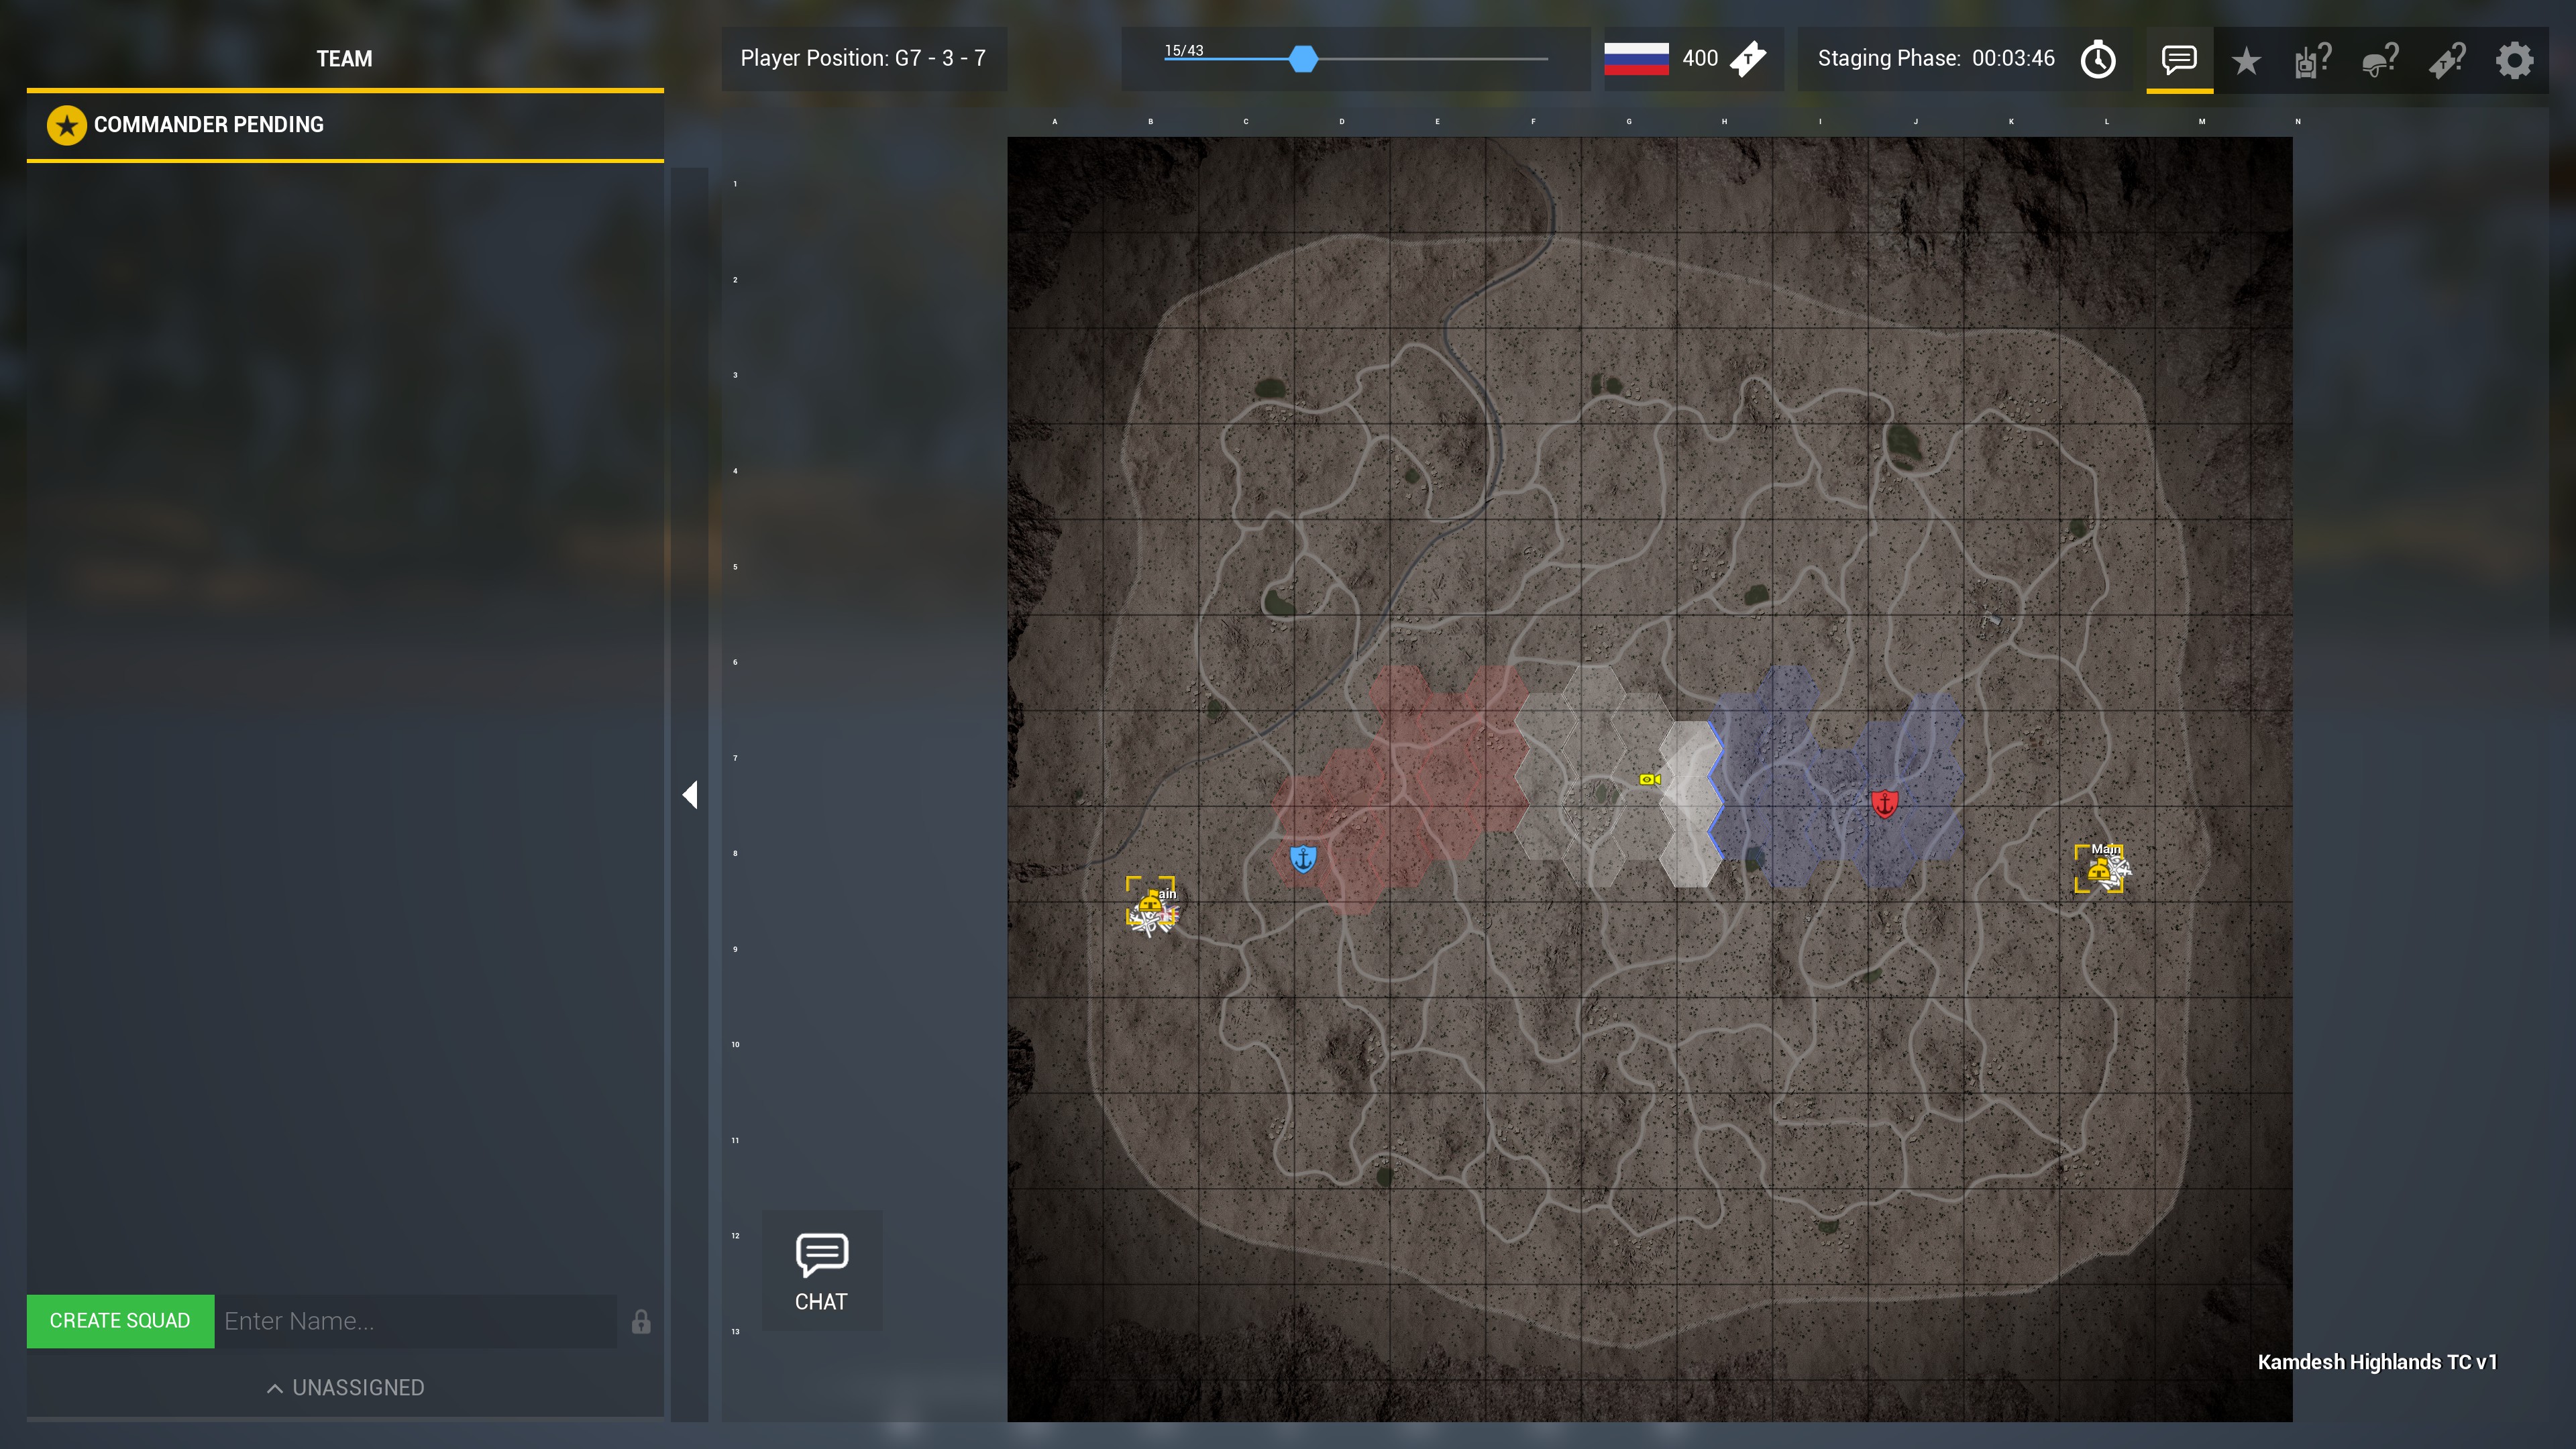 TEAM
Player Position: G7 - 3 - 7
15/43
400
Staging Phase: 00:03:46
COMMANDER PENDING
A B C D E F G H I J K L M N
1
2
3
4
5
6
7
8
Main
ain
9
10
11
12
CHAT
CREATE SQUAD
Enter Name...
13
Kamdesh Highlands TC v1
UNASSIGNED